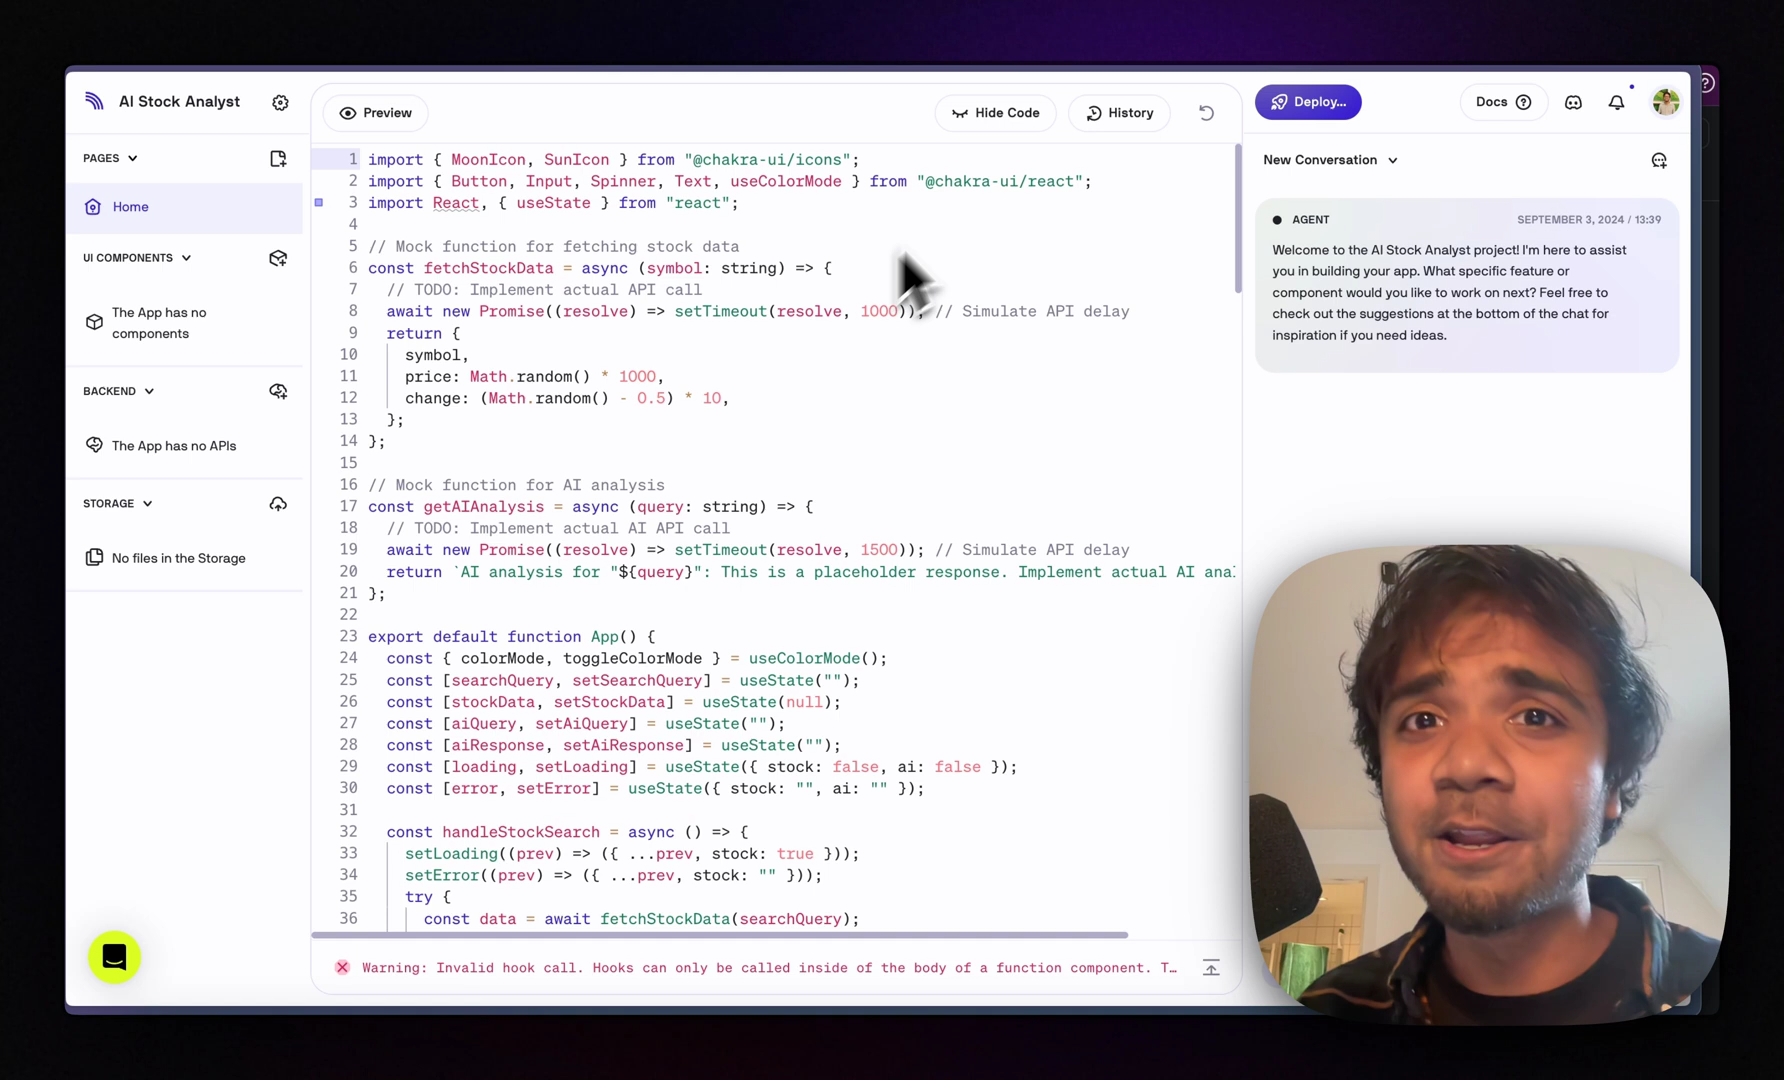 AI Stock Analyst
PAGES
Home
UI COMPONENTS
The App has no
components
BACKEND
The App has no APIs
STORAGE
No files in the Storage
Preview
Hide Code
History
1 import { MoonIcon, SunIcon } from "@chakra-ui/icons";
2 import { Button, Input, Spinner, Text, useColorMode } from "@chakra-ui/react";
3 import React, { useState } from "react";
4
5 // Mock function for fetching stock data
6 const fetchStockData = async (symbol: string) => {
7 // TODO: Implement actual API call
8 await new Promise((resolve) => setTimeout(resolve, 1000)); // Simulate API delay
9 return {
10 symbol,
11 price: Math.random() * 1000,
12 change: (Math.random() - 0.5) * 10,
13 };
14 };
15
16 // Mock function for AI analysis
17 const getAIAnalysis = async (query: string) => {
18 // TODO: Implement actual AI API call
19 await new Promise((resolve) => setTimeout(resolve, 1500)); // Simulate API delay
20 return `AI analysis for "${query}": This is a placeholder response. Implement actual AI anal
21 };
22
23 export default function App() {
24 const { colorMode, toggleColorMode } = useColorMode();
25 const [searchQuery, setSearchQuery] = useState("");
26 const [stockData, setStockData] = useState(null);
27 const [aiQuery, setAiQuery] = useState("");
28 const [aiResponse, setAiResponse] = useState("");
29 const [loading, setLoading] = useState({ stock: false, ai: false });
30 const [error, setError] = useState({ stock: "", ai: "" });
31
32 const handleStockSearch = async () => {
33 setLoading((prev) => ({ ...prev, stock: true }));
34 setError((prev) => ({ ...prev, stock: "" }));
35 try {
36 const data = await fetchStockData(searchQuery);
Warning: Invalid hook call. Hooks can only be called inside of the body of a function component. T…
Deploy...
Docs
New Conversation
AGENT SEPTEMBER 3, 2024 / 13:39
Welcome to the AI Stock Analyst project! I'm here to assist
you in building your app. What specific feature or
component would you like to work on next? Feel free to
check out the suggestions at the bottom of the chat for
inspiration if you need ideas.